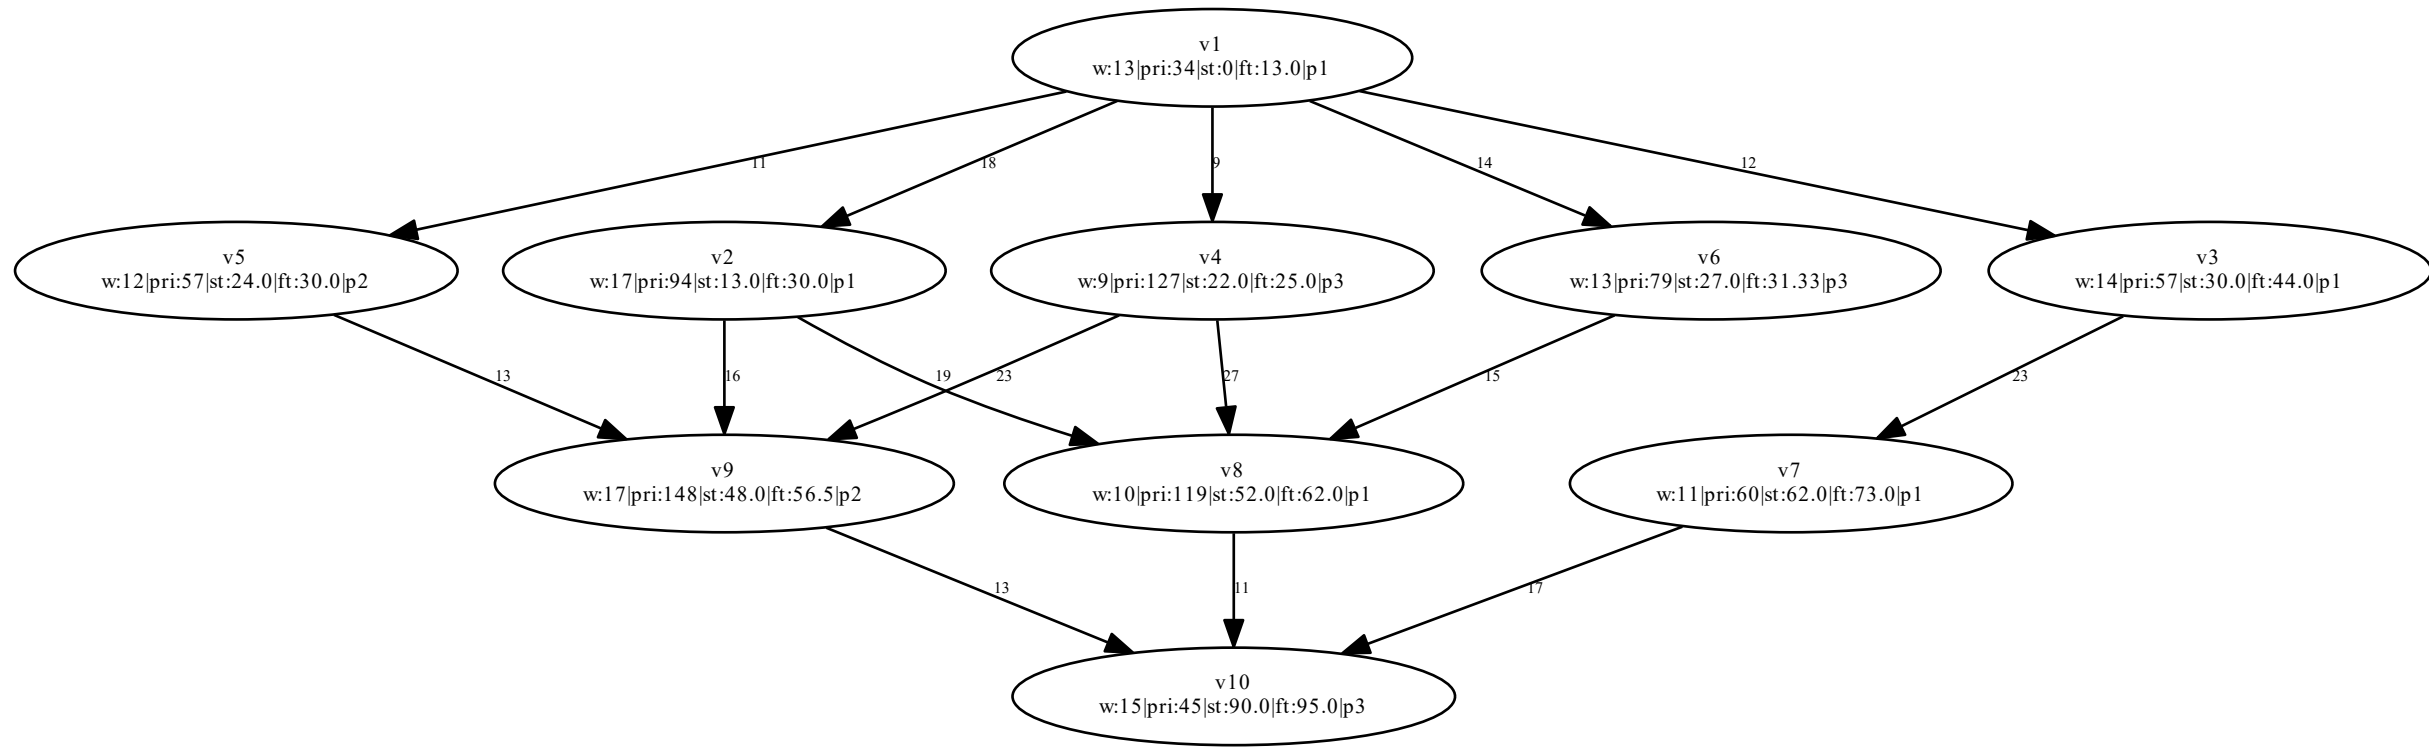 v1
w:13|pri:34|st:0|ft:13.0|p1
11
18
9
14
12
v5
w:12|pri:57|st:24.0|ft:30.0|p2
v2
w:17|pri:94|st:13.0|ft:30.0|p1
v4
w:9|pri:127|st:22.0|ft:25.0|p3
v6
w:13|pri:79|st:27.0|ft:31.33|p3
v3
w:14|pri:57|st:30.0|ft:44.0|p1
13
16
19
23
27
15
23
v9
w:17|pri:148|st:48.0|ft:56.5|p2
v8
w:10|pri:119|st:52.0|ft:62.0|p1
v7
w:11|pri:60|st:62.0|ft:73.0|p1
13
11
17
v10
w:15|pri:45|st:90.0|ft:95.0|p3